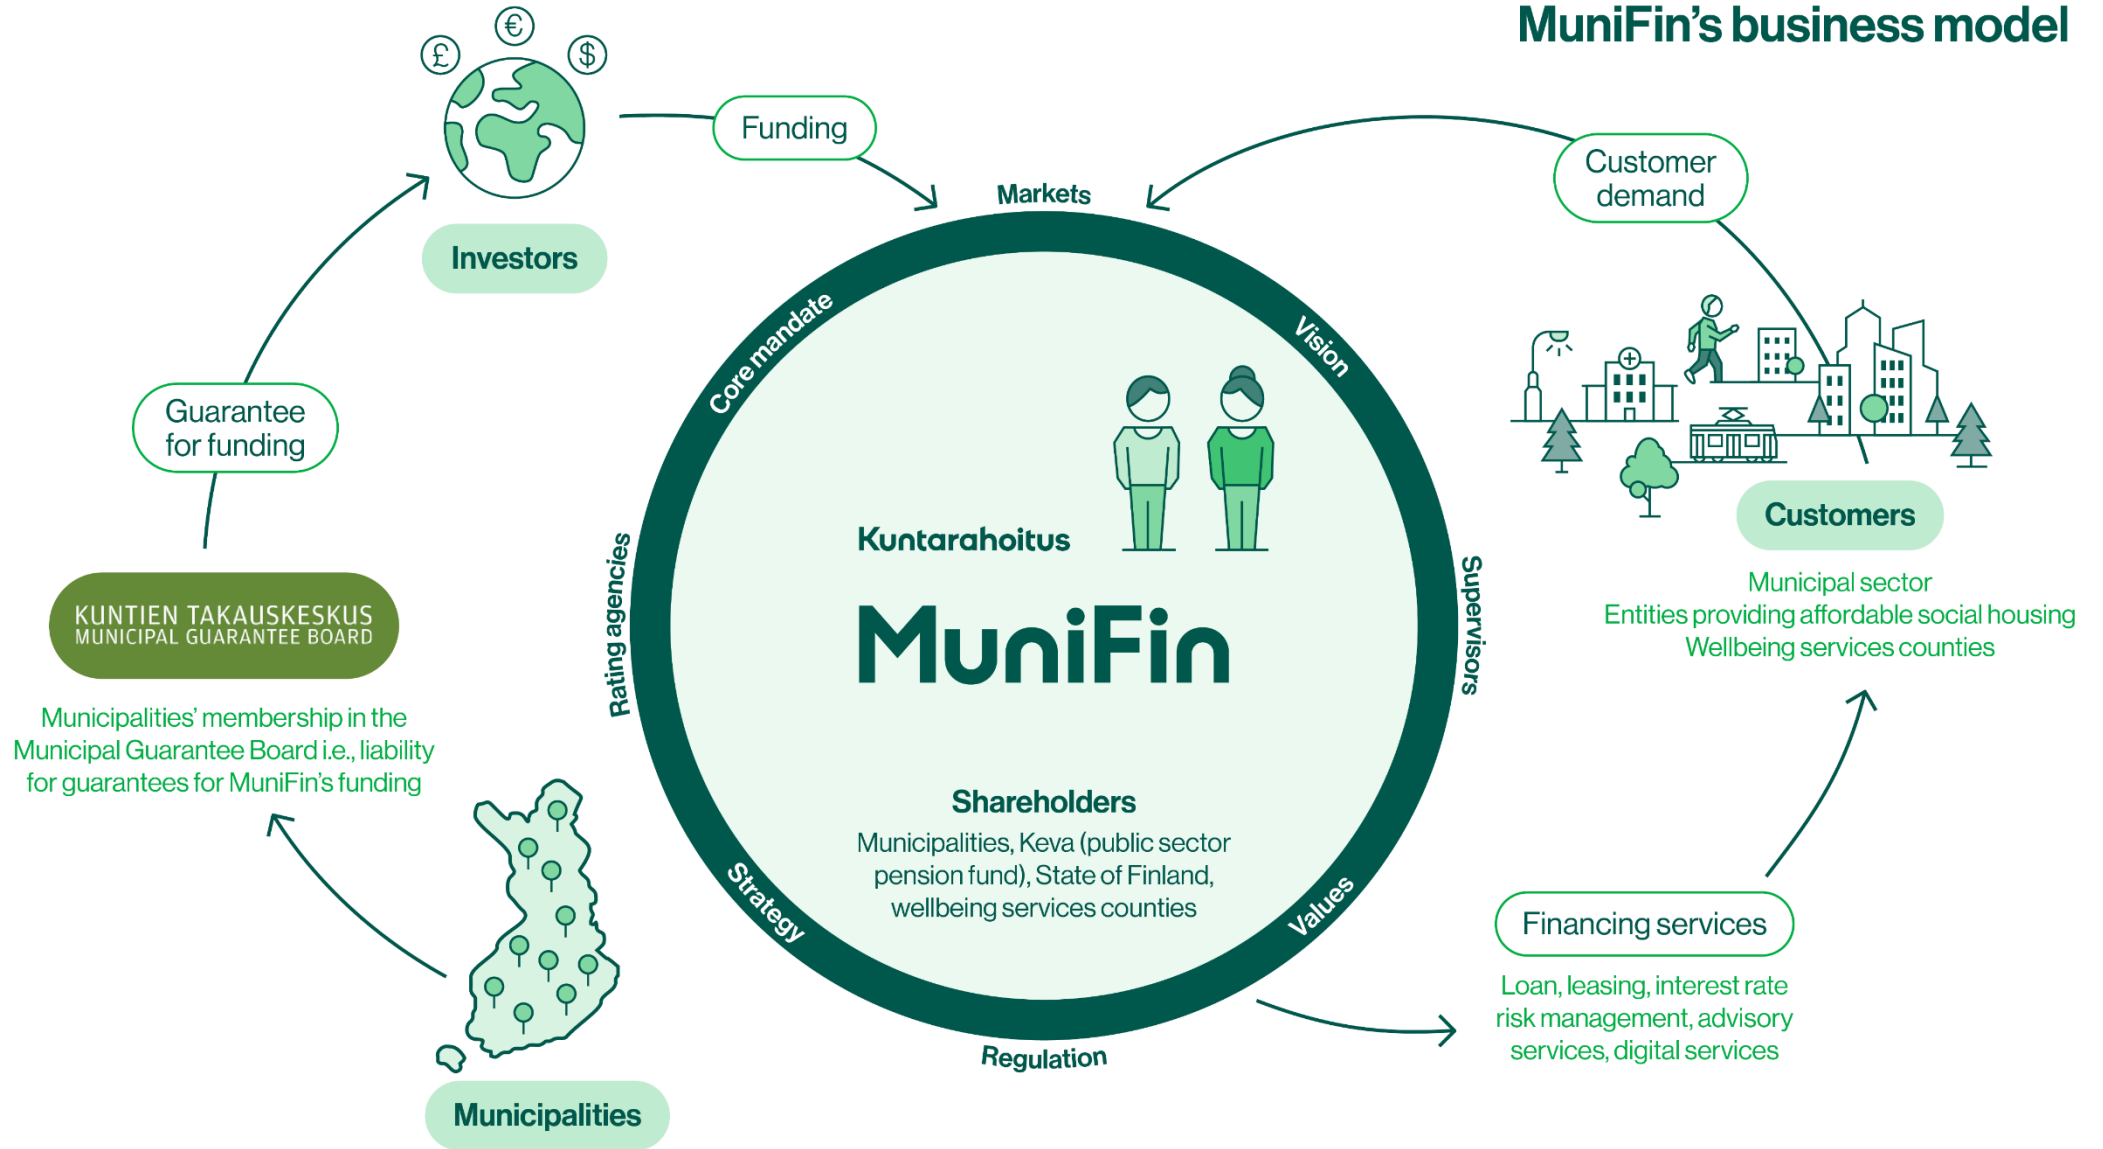 MuniFin’s business model
£
€
$
Funding
Customer
demand
Investors
Guarantee
for funding
KUNTIEN TAKAUSKESKUS
MUNICIPAL GUARANTEE BOARD
Municipalities’ membership in the
Municipal Guarantee Board i.e., liability
for guarantees for MuniFin’s funding
Municipalities
Markets
Core mandate
Vision
Rating agencies
Supervisors
Kuntarahoitus
MuniFin
Shareholders
Municipalities, Keva (public sector
pension fund), State of Finland,
wellbeing services counties
Strategy
Values
Regulation
Customers
Municipal sector
Entities providing affordable social housing
Wellbeing services counties
Financing services
Loan, leasing, interest rate
risk management, advisory
services, digital services